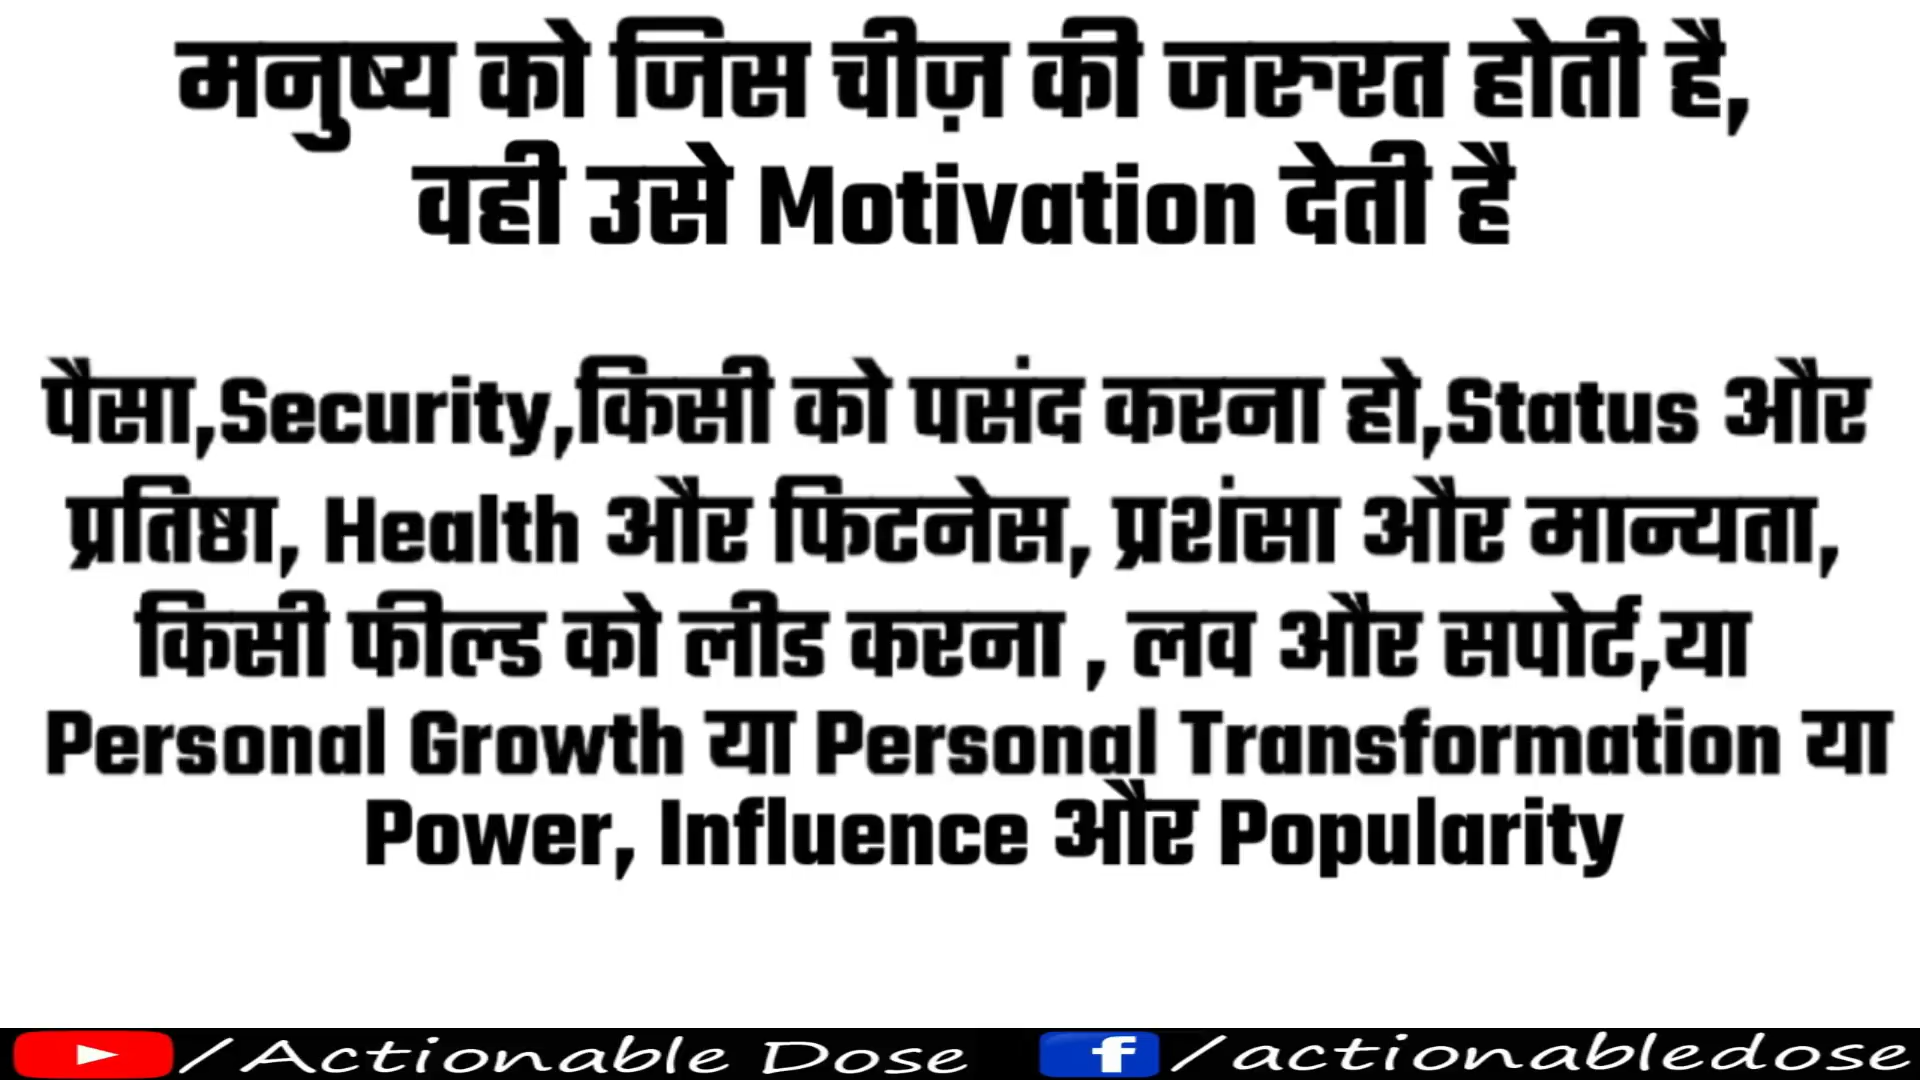 मनुष्य को जिस चीज़ की जरुरत होती है,
वही उसे Motivation देती है
पैसा,Security,किसी को पसंद करना हो,Status और
प्रतिष्ठा, Health और फिटनेस, प्रशंसा और मान्यता,
किसी फील्ड को लीड करना , लव और सपोर्ट,या
Personal Growth या Personal Transformation या
Power, Influence और Popularity
/Actionable Dose f/actionabledose